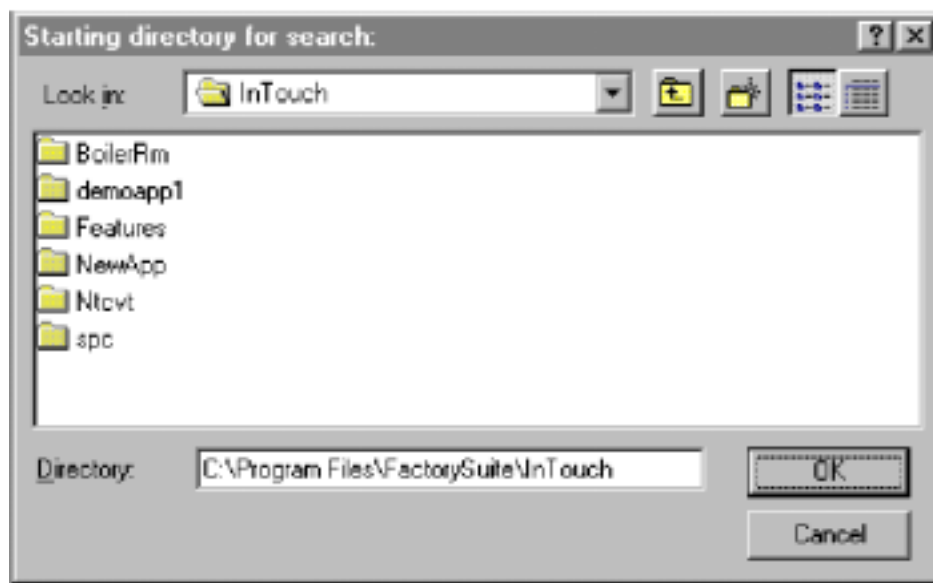 Starting directory for search:
Look in: InTouch
BoilerRm
demoapp1
Features
NewApp
Ntcvt
spc
Directory: C:\Program Files\FactorySuite\InTouch
OK
Cancel